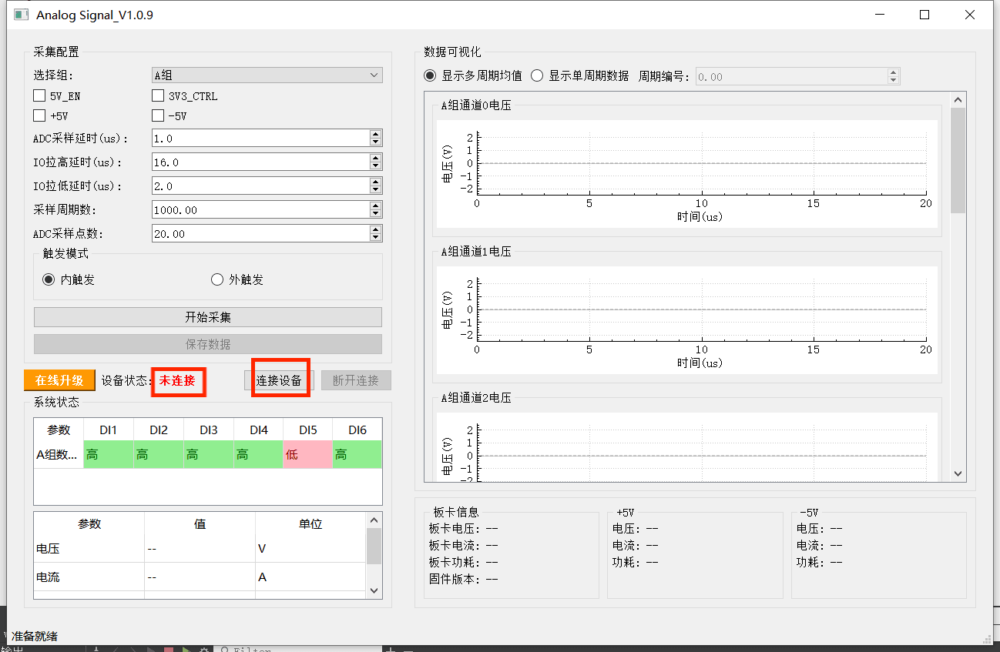 Analog Signal_V1.0.9
采集配置
选择组: A组
5V_EN 3V3_CTRL
+5V -5V
ADC采样延时(us): 1.0
IO拉高延时(us): 16.0
IO拉低延时(us): 2.0
采样周期数: 1000.00
ADC采样点数: 20.00
触发模式
内触发 外触发
开始采集
保存数据
在线升级 设备状态: 未连接 连接设备 断开连接
系统状态
参数 DI1 DI2 DI3 DI4 DI5 DI6
A组数... 高 高 高 高 低 高
参数 值 单位
电压 -- V
电流 -- A
数据可视化
显示多周期均值 显示单周期数据 周期编号: 0.00
A组通道0电压
电压(V)
2
1
0
-1
-2
0 5 10 15 20
时间(us)
A组通道1电压
电压(V)
2
1
0
-1
-2
0 5 10 15 20
时间(us)
A组通道2电压
电压(V)
2
1
0
-1
-2
板卡信息
板卡电压: --
板卡电流: --
板卡功耗: --
固件版本: --
+5V
电压: --
电流: --
功耗: --
-5V
电压: --
电流: --
功耗: --
准备就绪
Filter